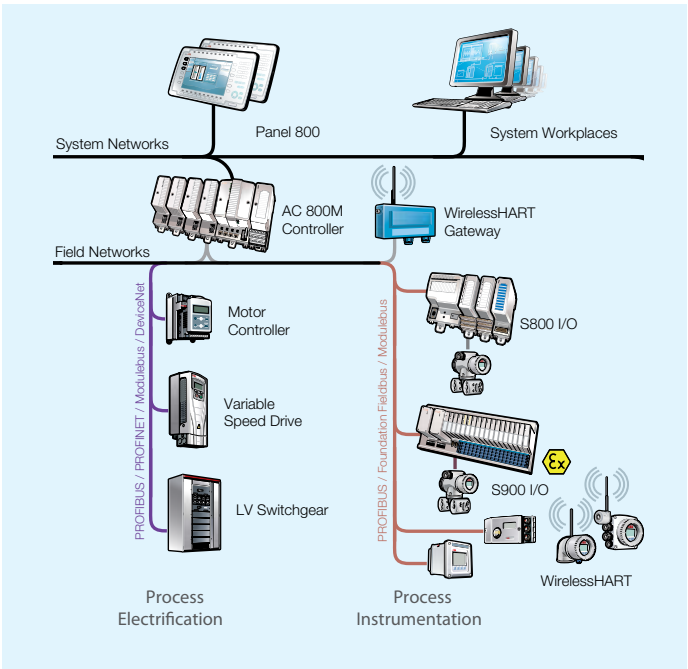 Panel 800
System Workplaces
System Networks
AC 800M
Controller
WirelessHART
Gateway
Field Networks
PROFIBUS / PROFINET / Modulebus / DeviceNet
Motor
Controller
Variable
Speed Drive
LV Switchgear
PROFIBUS / Foundation Fieldbus / Modulebus
S800 I/O
Ex
S900 I/O
WirelessHART
Process
Electrification
Process
Instrumentation